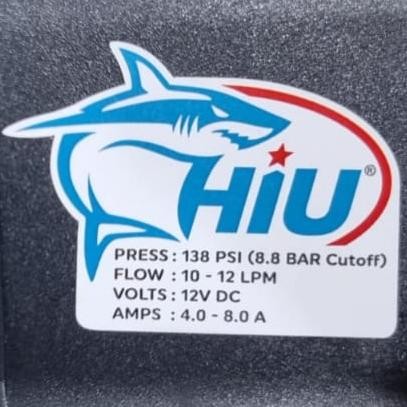 HiU®
PRESS : 138 PSI (8.8 BAR Cutoff)
FLOW : 10 - 12 LPM
VOLTS : 12V DC
AMPS : 4.0 - 8.0 A